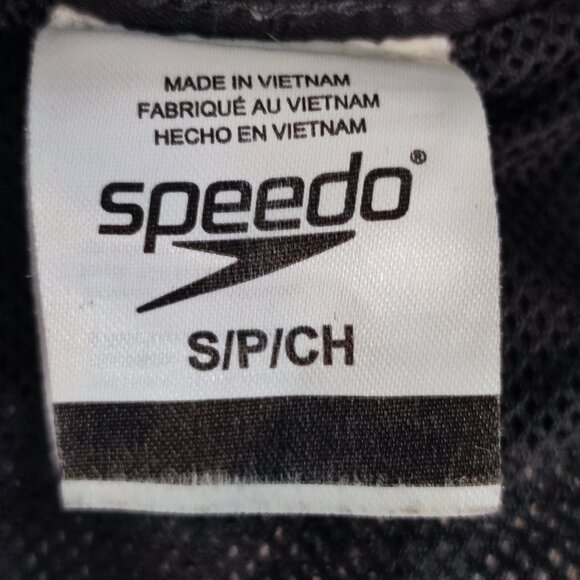 MADE IN VIETNAM
FABRIQUÉ AU VIETNAM
HECHO EN VIETNAM
speedo®
S/P/CH